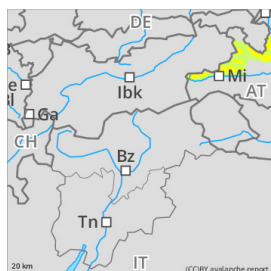 DE
Mi
AT
Ibk
Ga
CH
Bz
Tn
IT
20 km
(CC)BY avalanche.report